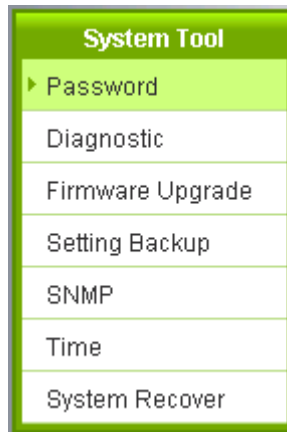 System Tool
Password
Diagnostic
Firmware Upgrade
Setting Backup
SNMP
Time
System Recover